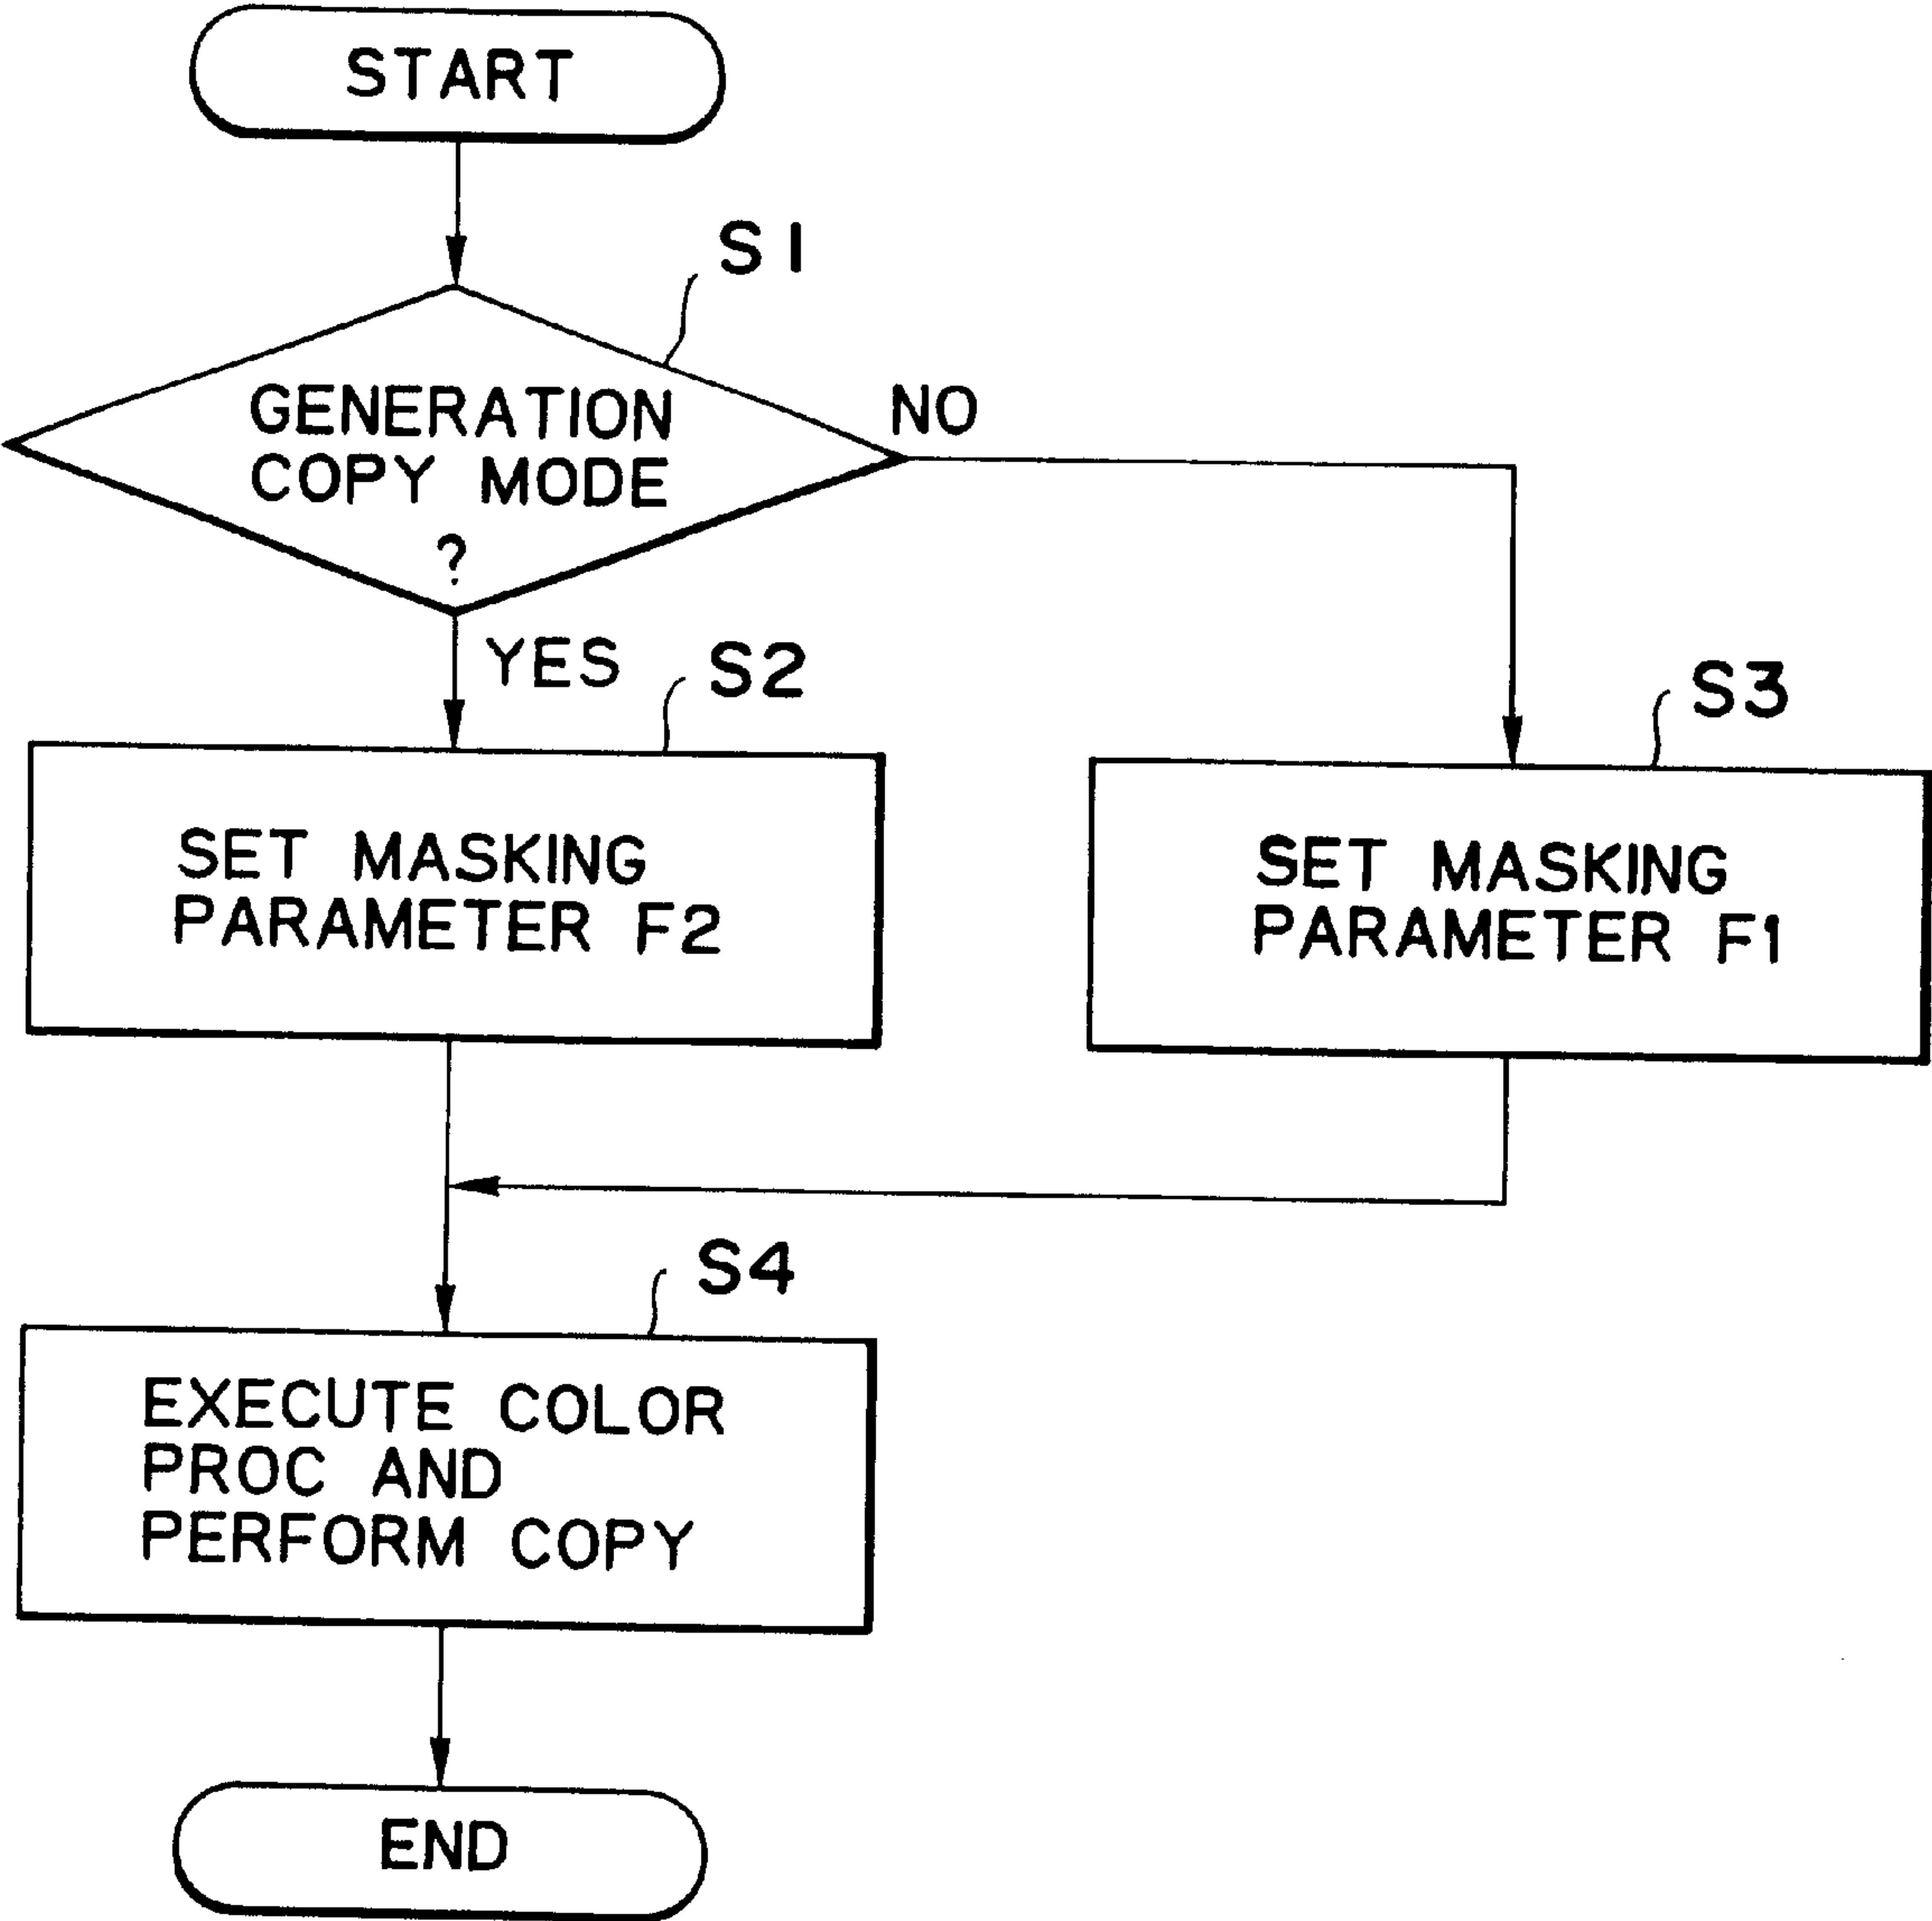 START
S1
GENERATION
COPY MODE
?
NO
YES
S2
S3
SET MASKING
PARAMETER F2
SET MASKING
PARAMETER F1
S4
EXECUTE COLOR
PROC AND
PERFORM COPY
END